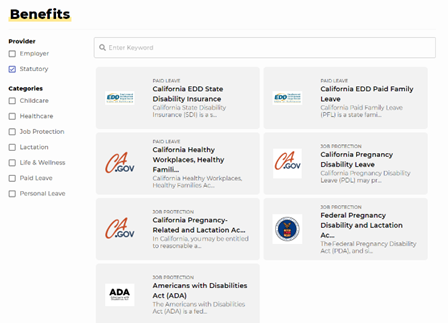 Benefits
Provider
Employer
Statutory
Categories
Childcare
Healthcare
Job Protection
Lactation
Life & Wellness
Paid Leave
Personal Leave
Enter Keyword
EDD
PAID LEAVE
California EDD State
Disability Insurance
California State Disability
Insurance (SDI) is a s...
EDD
PAID LEAVE
California EDD Paid Family
Leave
California Paid Family Leave
(PFL) is a state fami...
CA
.GOV
PAID LEAVE
California Healthy
Workplaces, Healthy
Famili...
California Healthy Workplaces,
Healthy Families Ac...
CA
.GOV
JOB PROTECTION
California Pregnancy
Disability Leave
California Pregnancy Disability
Leave (PDL) may pr...
CA
.GOV
JOB PROTECTION
California Pregnancy-
Related and Lactation Ac...
In California, you may be entitled
to reasonable a...
JOB PROTECTION
Federal Pregnancy
Disability and Lactation
Ac...
The Federal Pregnancy Disability
Act (PDA), and si...
ADA
JOB PROTECTION
Americans with Disabilities
Act (ADA)
The Americans with Disabilities
Act (ADA) is a fed...